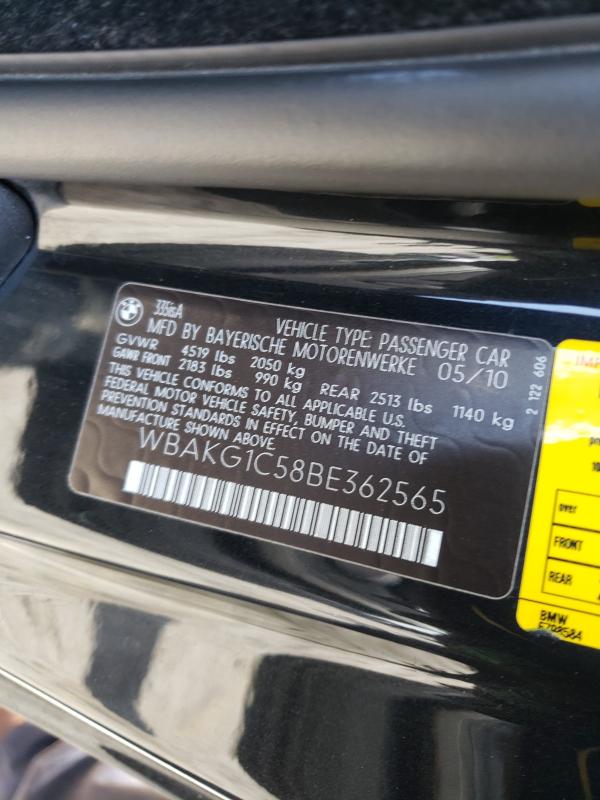 335isA
VEHICLE TYPE: PASSENGER CAR
MFD BY BAYERISCHE MOTORENWERKE 05/10
GVWR 4519 lbs 2050 kg
GAWR FRONT 2183 lbs 990 kg REAR 2513 lbs 1140 kg
THIS VEHICLE CONFORMS TO ALL APPLICABLE U.S.
FEDERAL MOTOR VEHICLE SAFETY, BUMPER AND THEFT
PREVENTION STANDARDS IN EFFECT ON THE DATE OF
MANUFACTURE SHOWN ABOVE.
WBAKG1C58BE362565
2 122 606
over
FRONT
REAR
BMW
6798584